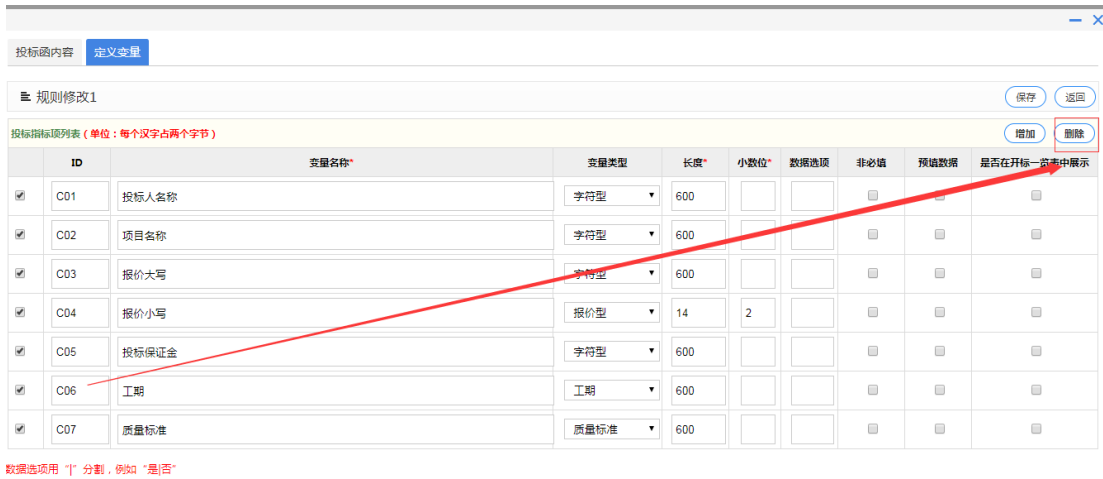 投标函内容 定义变量
规则修改1 保存 返回
投标指标项列表（单位：每个汉字占两个字节） 增加 删除
ID 变量名称* 变量类型 长度* 小数位* 数据选项 非必填 预填数据 是否在开标一览表中展示
C01 投标人名称 字符型 600
C02 项目名称 字符型 600
C03 报价大写 字符型 600
C04 报价小写 报价型 14 2
C05 投标保证金 字符型 600
C06 工期 工期 600
C07 质量标准 质量标准 600
数据选项用“|”分割，例如“是|否”